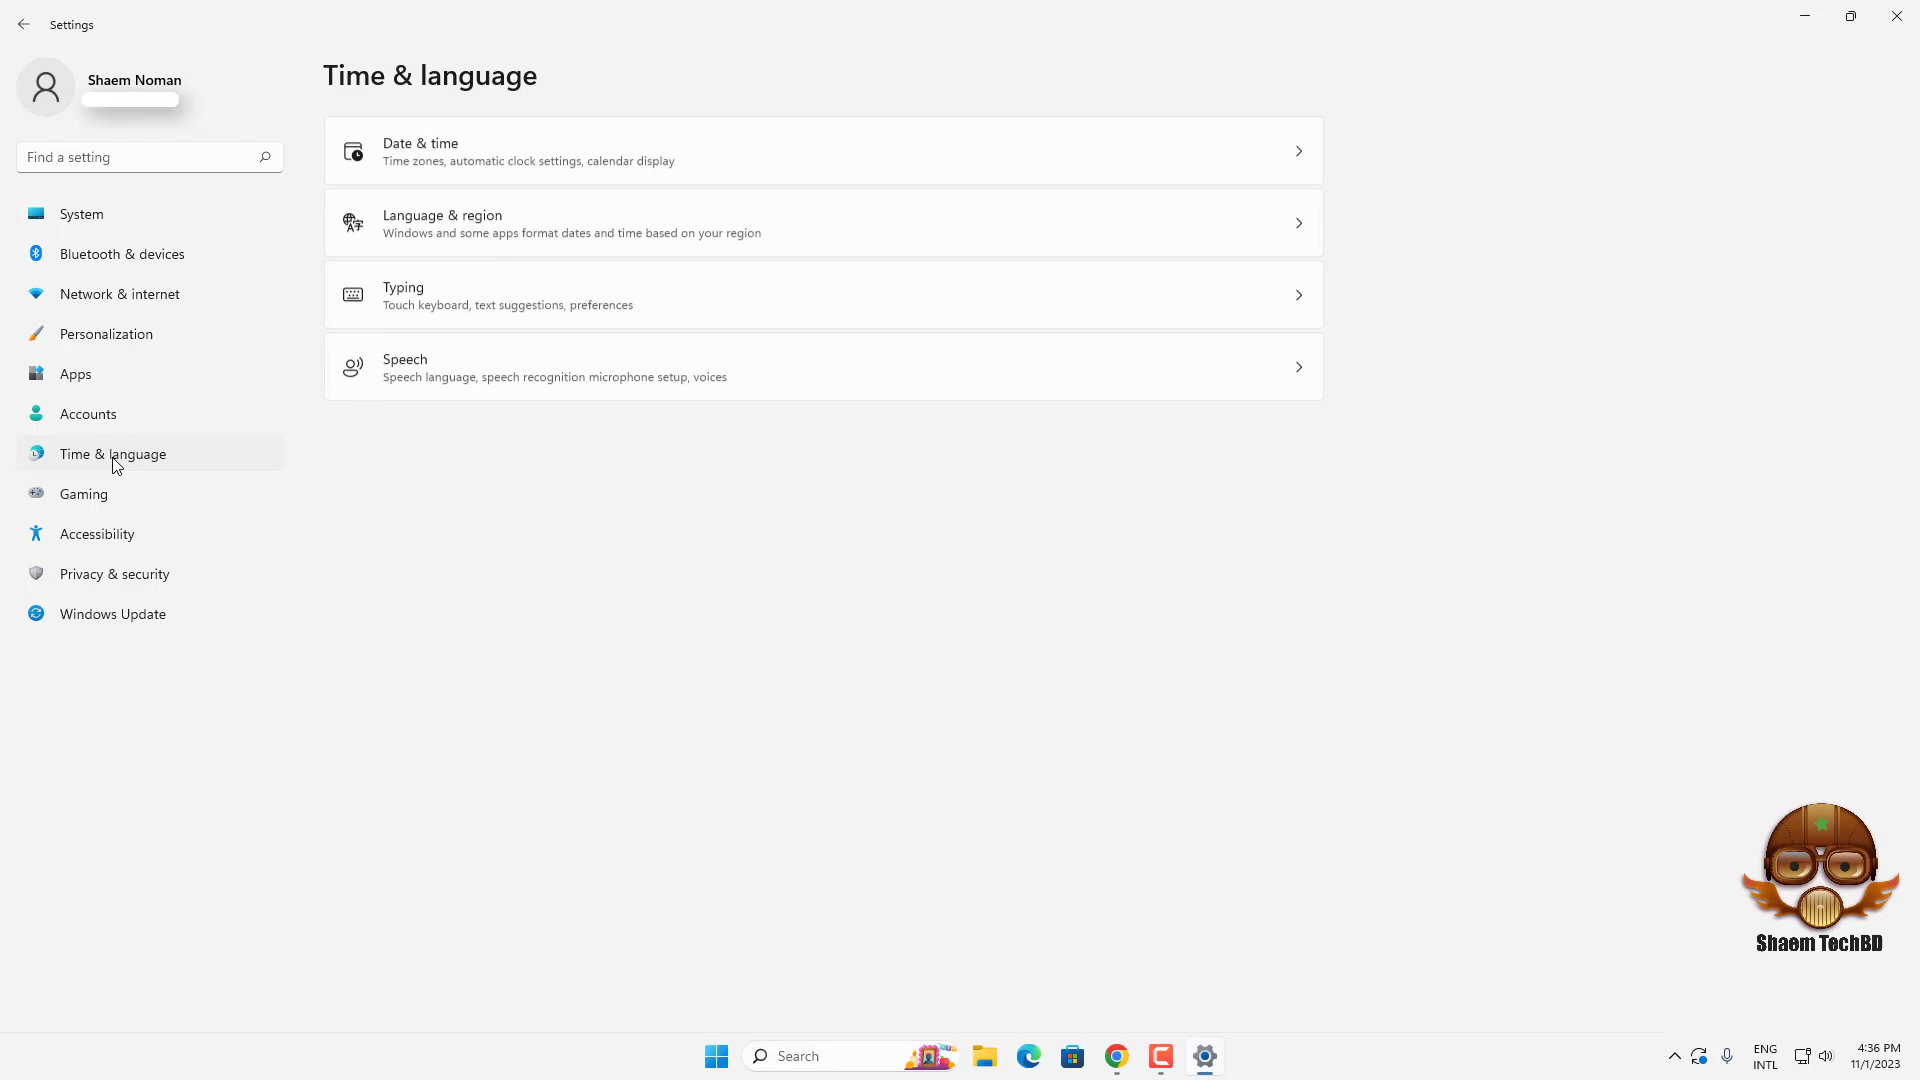 Settings
Shaem Noman
Find a setting
System
Bluetooth & devices
Network & internet
Personalization
Apps
Accounts
Time & language
Gaming
Accessibility
Privacy & security
Windows Update
Time & language
Date & time
Time zones, automatic clock settings, calendar display
Language & region
Windows and some apps format dates and time based on your region
Typing
Touch keyboard, text suggestions, preferences
Speech
Speech language, speech recognition microphone setup, voices
Shaem TechBD
Search
ENG
INTL
4:36 PM
11/1/2023